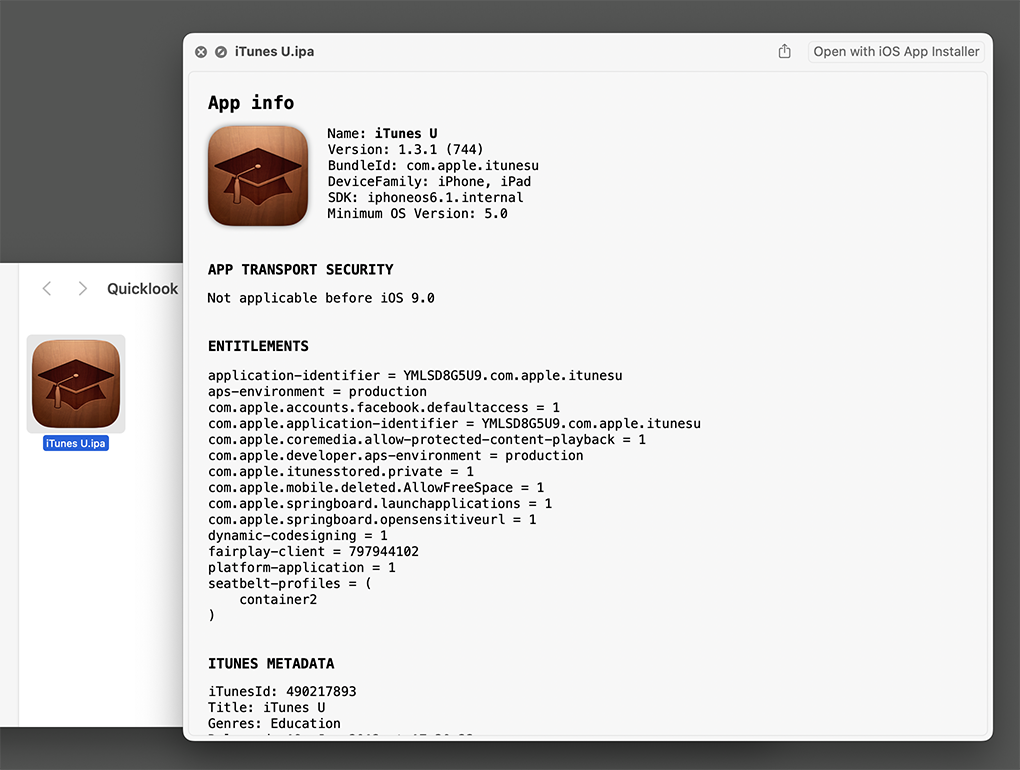 iTunes U.ipa
Open with iOS App Installer
App info
Name: iTunes U
Version: 1.3.1 (744)
BundleId: com.apple.itunesu
DeviceFamily: iPhone, iPad
SDK: iphoneos6.1.internal
Minimum OS Version: 5.0
APP TRANSPORT SECURITY
Not applicable before iOS 9.0
Quicklook
iTunes U.ipa
ENTITLEMENTS
application-identifier = YMLSD8G5U9.com.apple.itunesu
aps-environment = production
com.apple.accounts.facebook.defaultaccess = 1
com.apple.application-identifier = YMLSD8G5U9.com.apple.itunesu
com.apple.coremedia.allow-protected-content-playback = 1
com.apple.developer.aps-environment = production
com.apple.itunesstored.private = 1
com.apple.mobile.deleted.AllowFreeSpace = 1
com.apple.springboard.launchapplications = 1
com.apple.springboard.opensensitiveurl = 1
dynamic-codesigning = 1
fairplay-client = 797944102
platform-application = 1
seatbelt-profiles = (
    container2
)
ITUNES METADATA
iTunesId: 490217893
Title: iTunes U
Genres: Education